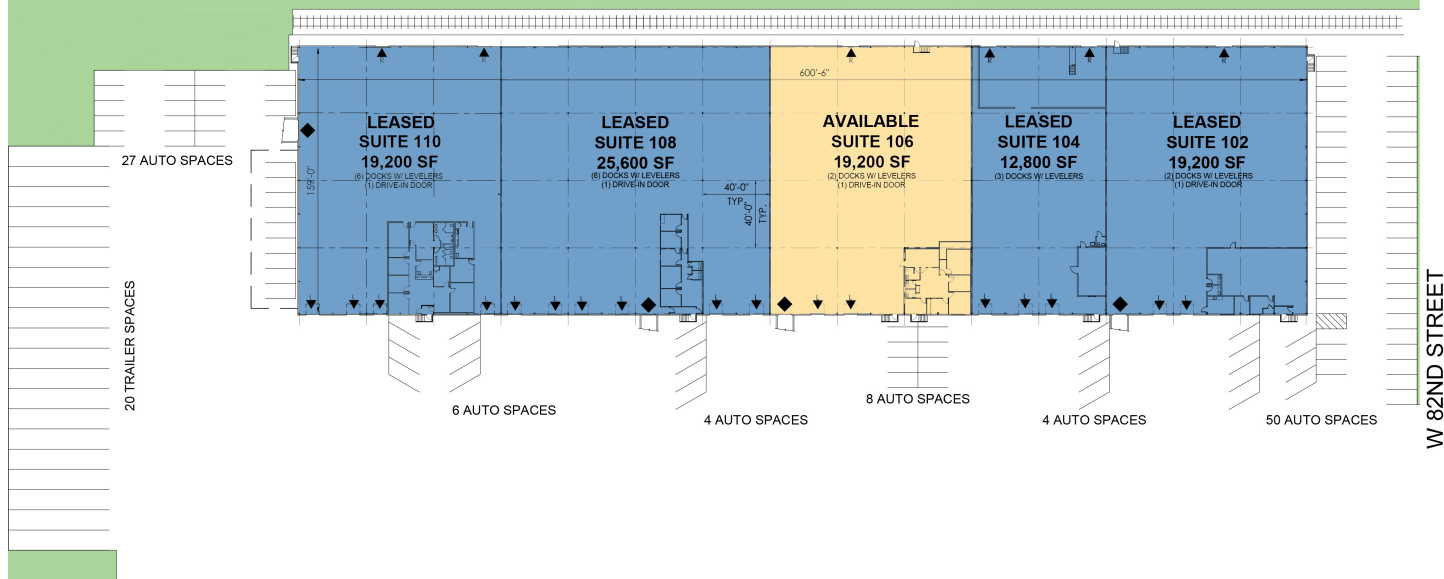 600'-6"
159'-0"
R
R
R
R
R
R
LEASED
SUITE 110
19,200 SF
(6) DOCKS W/ LEVELERS
(1) DRIVE-IN DOOR
LEASED
SUITE 108
25,600 SF
(6) DOCKS W/ LEVELERS
(1) DRIVE-IN DOOR
AVAILABLE
SUITE 106
19,200 SF
(2) DOCKS W/ LEVELERS
(1) DRIVE-IN DOOR
LEASED
SUITE 104
12,800 SF
(3) DOCKS W/ LEVELERS
LEASED
SUITE 102
19,200 SF
(2) DOCKS W/ LEVELERS
(1) DRIVE-IN DOOR
40'-0"
TYP.
40'-0"
TYP.
27 AUTO SPACES
20 TRAILER SPACES
6 AUTO SPACES
4 AUTO SPACES
8 AUTO SPACES
4 AUTO SPACES
50 AUTO SPACES
W 82ND STREET